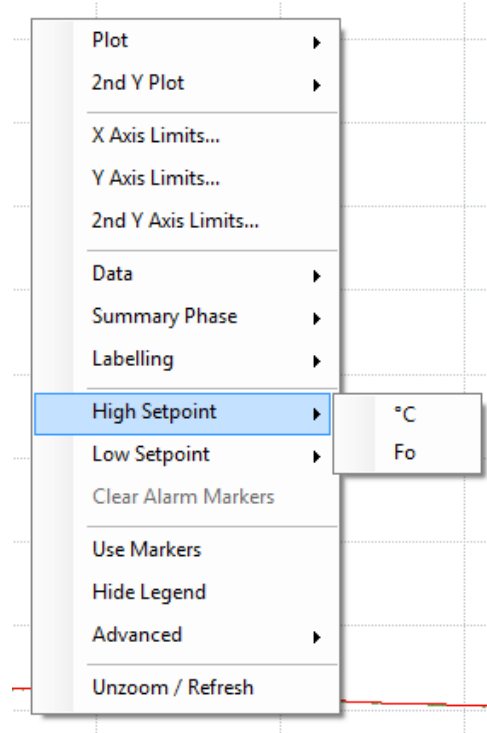 Plot
2nd Y Plot
X Axis Limits...
Y Axis Limits...
2nd Y Axis Limits...
Data
Summary Phase
Labelling
High Setpoint
°C
Low Setpoint
Fo
Clear Alarm Markers
Use Markers
Hide Legend
Advanced
Unzoom / Refresh